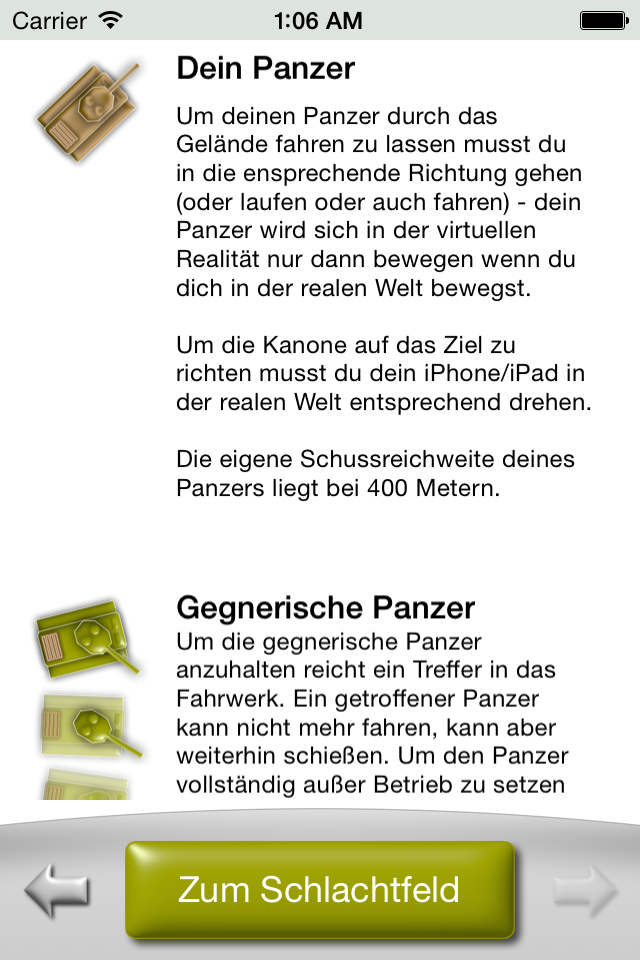 Carrier
1:06 AM
Dein Panzer
Um deinen Panzer durch das
Gelände fahren zu lassen musst du
in die ensprechende Richtung gehen
(oder laufen oder auch fahren) - dein
Panzer wird sich in der virtuellen
Realität nur dann bewegen wenn du
dich in der realen Welt bewegst.
Um die Kanone auf das Ziel zu
richten musst du dein iPhone/iPad in
der realen Welt entsprechend drehen.
Die eigene Schussreichweite deines
Panzers liegt bei 400 Metern.
Gegnerische Panzer
Um die gegnerische Panzer
anzuhalten reicht ein Treffer in das
Fahrwerk. Ein getroffener Panzer
kann nicht mehr fahren, kann aber
weiterhin schießen. Um den Panzer
vollständig außer Betrieb zu setzen
Zum Schlachtfeld